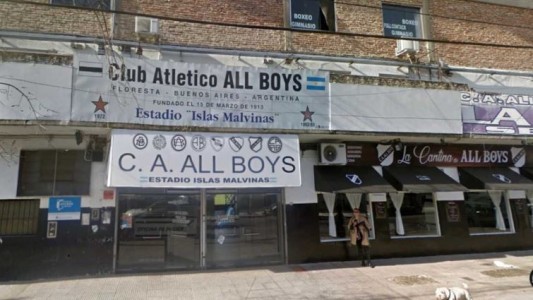 BOXEO
BOXEO
Club Atletico ALL BOYS
FLORESTA - BUENOS AIRES - ARGENTINA
FUNDADO EL 15 DE MARZO DE 1913
Estadio "Islas Malvinas"
C. A. ALL BOYS
ESTADIO ISLAS MALVINAS
La Cantina de ALL BOYS
C.A. ALL